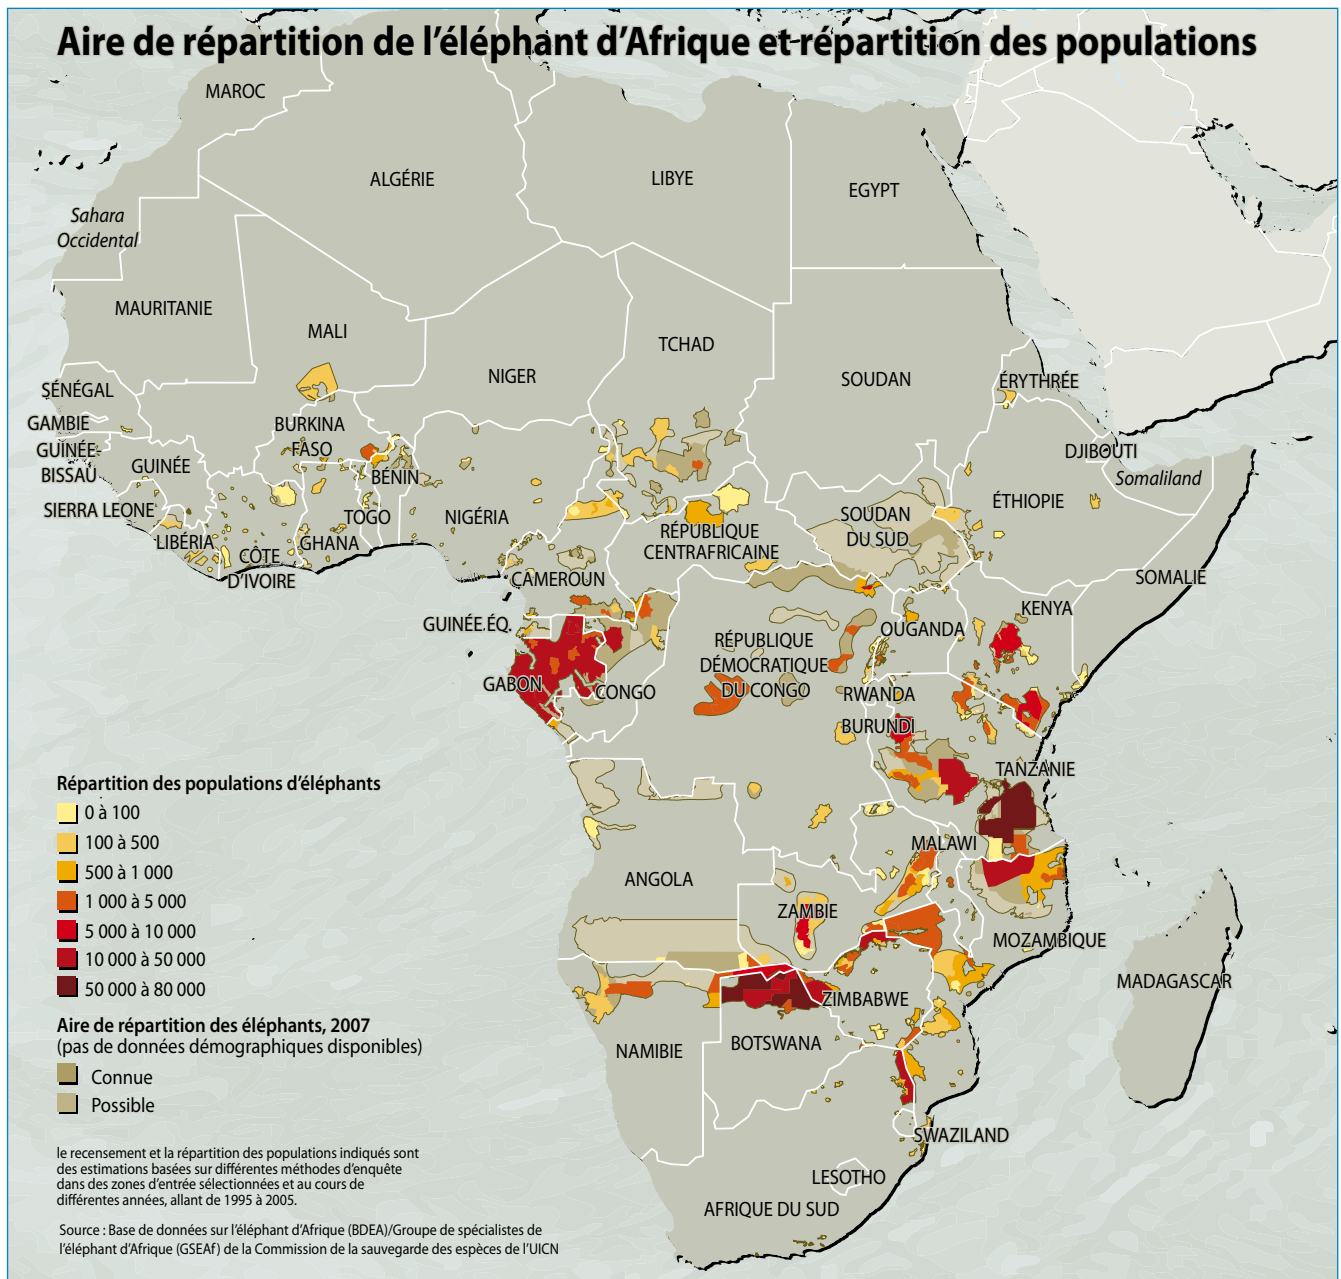 Aire de répartition de l'éléphant d'Afrique et répartition des populations
MAROC
ALGÉRIE
LIBYE
EGYPT
Sahara
Occidental
MAURITANIE
MALI
NIGER
TCHAD
SOUDAN
ÉRYTHRÉE
SÉNÉGAL
GAMBIE
GUINÉE-
BISSAU
GUINÉE
BURKINA
FASO
BÉNIN
DJIBOUTI
Somaliland
SIERRA LEONE
LIBÉRIA
CÔTE
D'IVOIRE
GHANA
TOGO
NIGÉRIA
RÉPUBLIQUE
CENTRAFRICAINE
SOUDAN
DU SUD
ÉTHIOPIE
SOMALIE
CAMEROUN
GUINÉE.ÉQ.
GABON
CONGO
RÉPUBLIQUE
DÉMOCRATIQUE
DU CONGO
OUGANDA
KENYA
RWANDA
BURUNDI
TANZANIE
MALAWI
ANGOLA
ZAMBIE
MOZAMBIQUE
MADAGASCAR
ZIMBABWE
NAMIBIE
BOTSWANA
SWAZILAND
LESOTHO
AFRIQUE DU SUD
Répartition des populations d'éléphants
0 à 100
100 à 500
500 à 1 000
1 000 à 5 000
5 000 à 10 000
10 000 à 50 000
50 000 à 80 000
Aire de répartition des éléphants, 2007
(pas de données démographiques disponibles)
Connue
Possible
le recensement et la répartition des populations indiqués sont
des estimations basées sur différentes méthodes d'enquête
dans des zones d'entrée sélectionnées et au cours de
différentes années, allant de 1995 à 2005.
Source : Base de données sur l'éléphant d'Afrique (BDEA)/Groupe de spécialistes de
l'éléphant d'Afrique (GSEAf) de la Commission de la sauvegarde des espèces de l'UICN